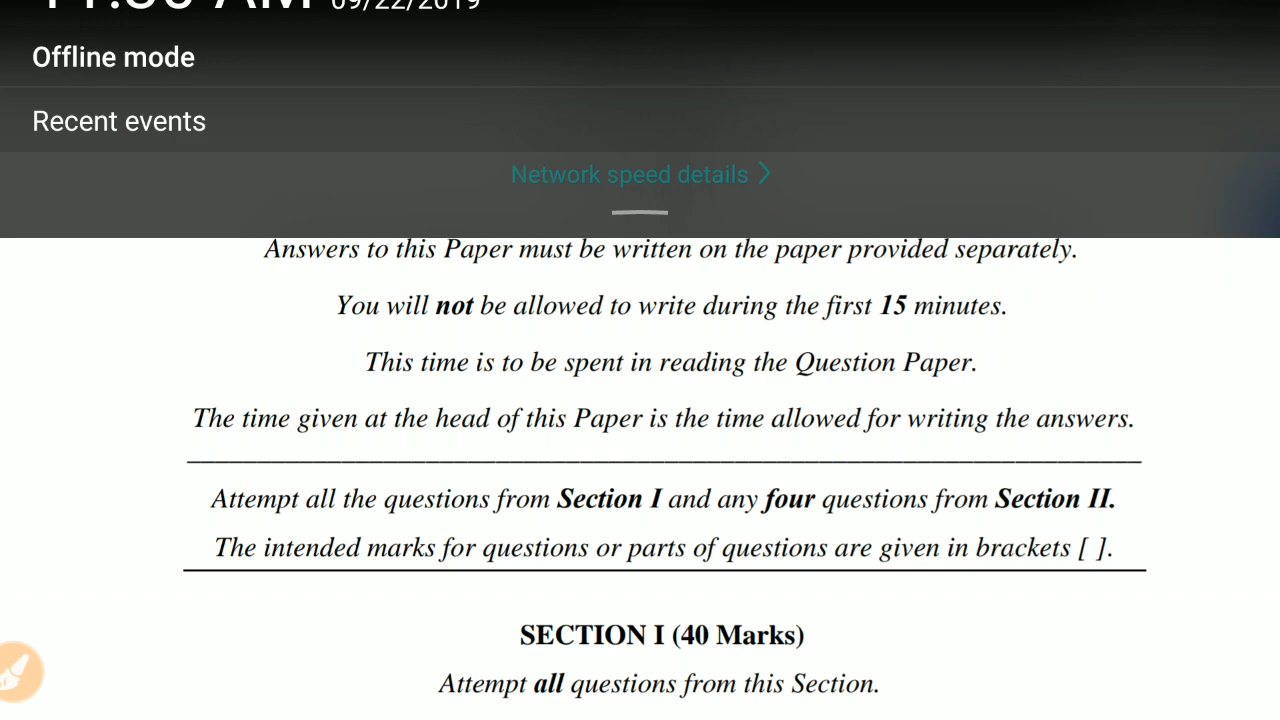 AM 09/22/2019
Offline mode
Recent events
Network speed details
Answers to this Paper must be written on the paper provided separately.
You will not be allowed to write during the first 15 minutes.
This time is to be spent in reading the Question Paper.
The time given at the head of this Paper is the time allowed for writing the answers.
Attempt all the questions from Section I and any four questions from Section II.
The intended marks for questions or parts of questions are given in brackets [ ].
SECTION I (40 Marks)
Attempt all questions from this Section.